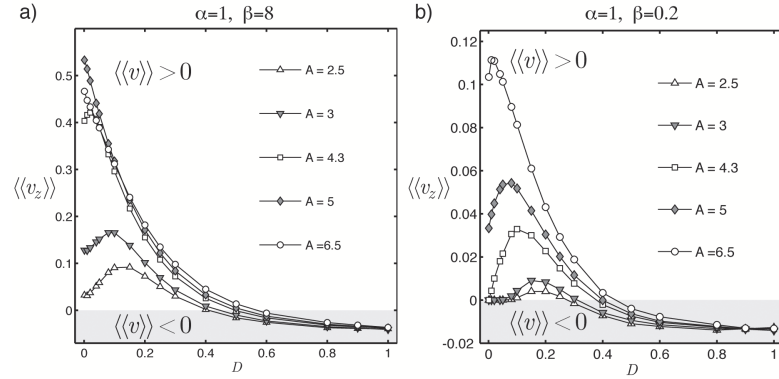 a)
α=1, β=8
⟨⟨v⟩⟩ > 0
A = 2.5
A = 3
A = 4.3
A = 5
A =6.5
⟨⟨v_z⟩⟩
0.5
0.4
0.3
0.2
0.1
0
⟨⟨v⟩⟩ < 0
0 0.2 0.4 0.6 0.8 1
D
b)
α=1, β=0.2
⟨⟨v⟩⟩ > 0
A = 2.5
A = 3
A = 4.3
A = 5
A =6.5
⟨⟨v_z⟩⟩
0.12
0.1
0.08
0.06
0.04
0.02
0
-0.02
⟨⟨v⟩⟩ < 0
0 0.2 0.4 0.6 0.8 1
D